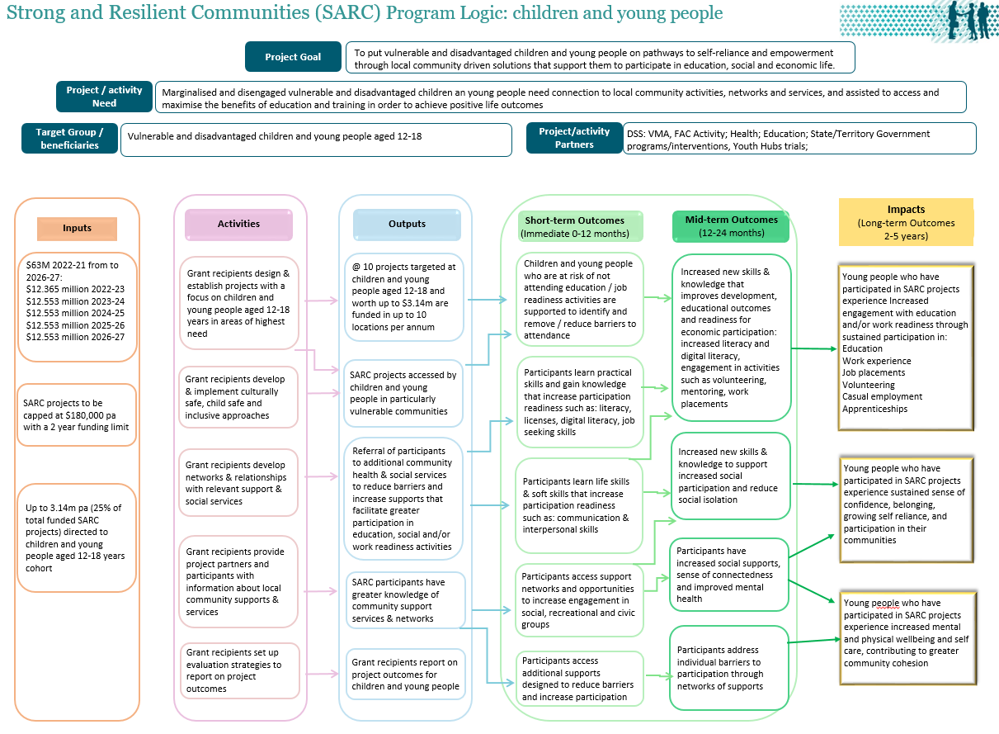 Strong and Resilient Communities (SARC) Program Logic: children and young people
Project Goal
To put vulnerable and disadvantaged children and young people on pathways to self-reliance and empowerment
through local community driven solutions that support them to participate in education, social and economic life.
Project / activity
Need
Marginalised and disengaged vulnerable and disadvantaged children an young people need connection to local community activities, networks and services, and assisted to access and
maximise the benefits of education and training in order to achieve positive life outcomes
Target Group /
beneficiaries
Vulnerable and disadvantaged children and young people aged 12-18
Project/activity
Partners
DSS: VMA, FAC Activity; Health; Education; State/Territory Government
programs/interventions, Youth Hubs trials;
Inputs
$63M 2022-21 from to
2026-27:
$12.365 million 2022-23
$12.553 million 2023-24
$12.553 million 2024-25
$12.553 million 2025-26
$12.553 million 2026-27
SARC projects to be
capped at $180,000 pa
with a 2 year funding limit
Up to 3.14m pa (25% of
total funded SARC
projects) directed to
children and young
people aged 12-18 years
cohort
Activities
Grant recipients design &
establish projects with a
focus on children and
young people aged 12-18
years in areas of highest
need
Grant recipients develop
& implement culturally
safe, child safe and
inclusive approaches
Grant recipients develop
networks & relationships
with relevant support &
social services
Grant recipients provide
project partners and
participants with
information about local
community supports &
services
Grant recipients set up
evaluation strategies to
report on project
outcomes
Outputs
@ 10 projects targeted at
children and young
people aged 12-18 and
worth up to $3.14m are
funded in up to 10
locations per annum
SARC projects accessed by
children and young
people in particularly
vulnerable communities
Referral of participants
to additional community
health & social services
to reduce barriers and
increase supports that
facilitate greater
participation in
education, social and/or
work readiness activities
SARC participants have
greater knowledge of
community support
services & networks
Grant recipients report on
project outcomes for
children and young people
Short-term Outcomes
(Immediate 0-12 months)
Children and young people
who are at risk of not
attending education / job
readiness activities are
supported to identify and
remove / reduce barriers to
attendance
Participants learn practical
skills and gain knowledge
that increase participation
readiness such as: literacy,
licenses, digital literacy, job
seeking skills
Participants learn life skills
& soft skills that increase
participation readiness
such as: communication &
interpersonal skills
Participants access support
networks and opportunities
to increase engagement in
social, recreational and civic
groups
Participants access
additional supports
designed to reduce barriers
and increase participation
Mid-term Outcomes
(12-24 months)
Increased new skills &
knowledge that
improves development,
educational outcomes
and readiness for
economic participation:
increased literacy and
digital literacy,
engagement in activities
such as volunteering,
mentoring, work
placements
Increased new skills &
knowledge to support
increased social
participation and reduce
social isolation
Participants have
increased social supports,
sense of connectedness
and improved mental
health
Participants address
individual barriers to
participation through
networks of supports
Impacts
(Long-term Outcomes
2-5 years)
Young people who have
participated in SARC projects
experience Increased
engagement with education
and/or work readiness through
sustained participation in:
Education
Work experience
Job placements
Volunteering
Casual employment
Apprenticeships
Young people who have
participated in SARC projects
experience sustained sense of
confidence, belonging,
growing self reliance, and
participation in their
communities
Young people who have
participated in SARC projects
experience increased mental
and physical wellbeing and self
care, contributing to greater
community cohesion